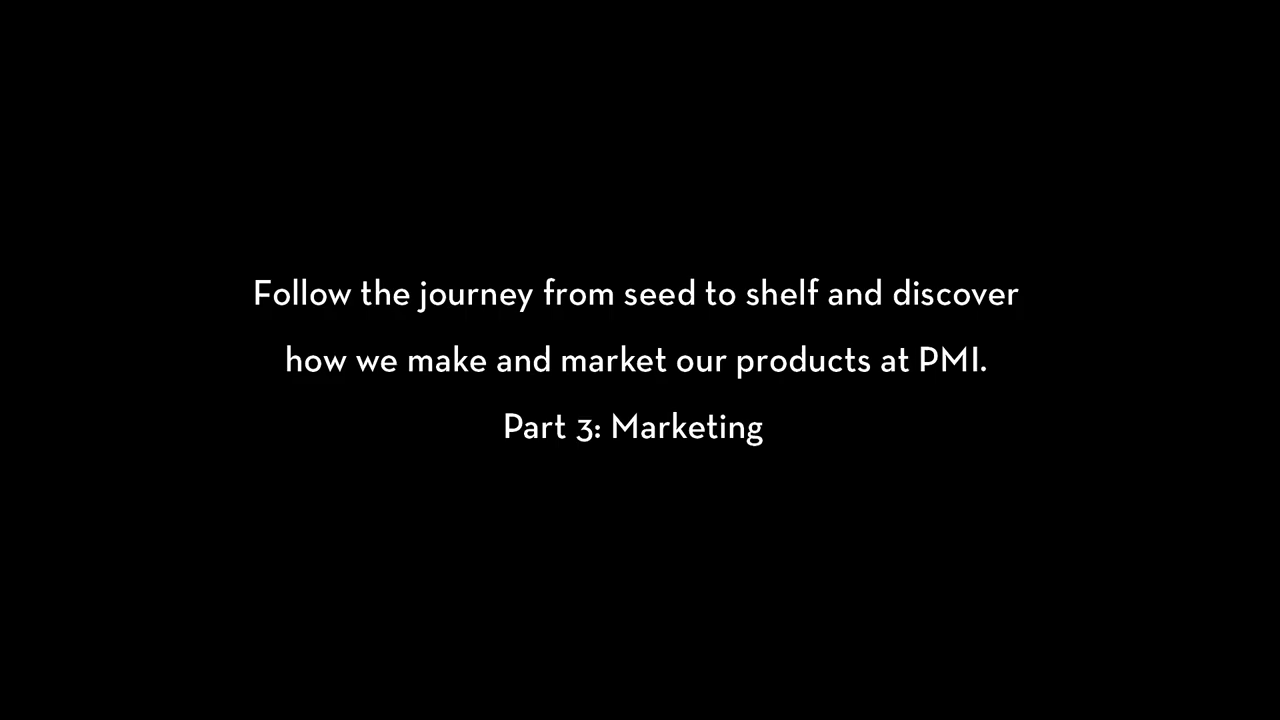 Follow the journey from seed to shelf and discover
how we make and market our products at PMI.
Part 3: Marketing